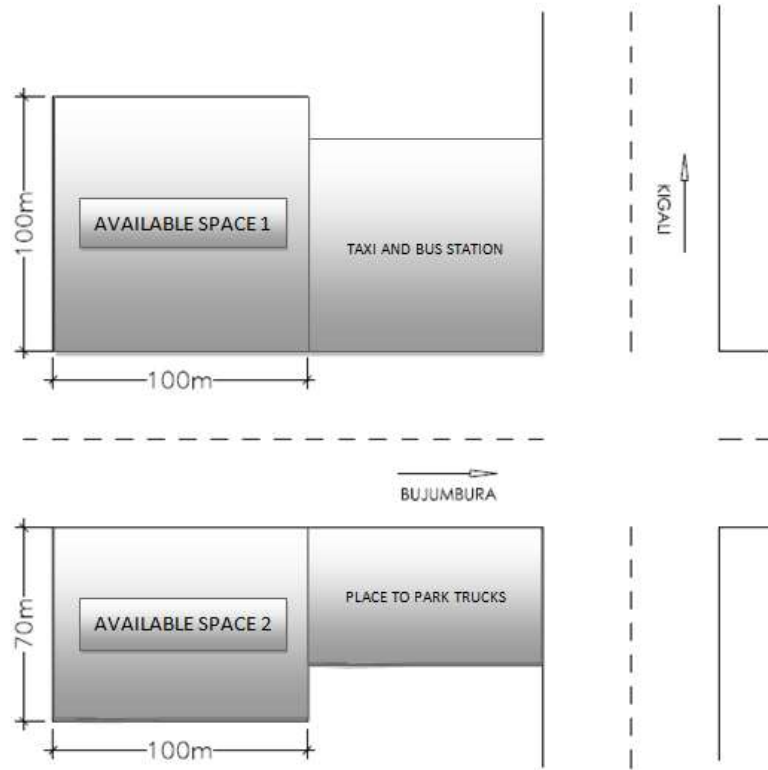 100m
AVAILABLE SPACE 1
TAXI AND BUS STATION
KIGALI
100m
BUJUMBURA
70m
AVAILABLE SPACE 2
PLACE TO PARK TRUCKS
100m